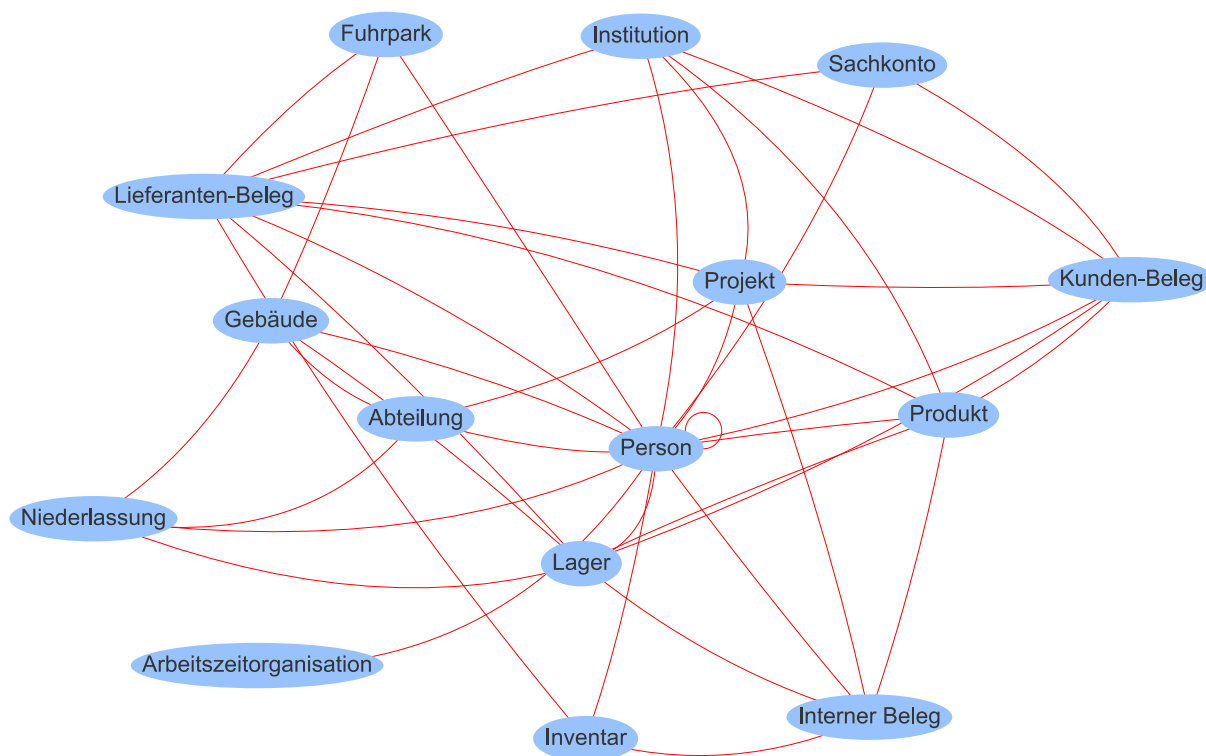 Fuhrpark
Institution
Sachkonto
Lieferanten-Beleg
Projekt
Kunden-Beleg
Gebäude
Abteilung
Produkt
Person
Niederlassung
Lager
Arbeitszeitorganisation
Interner Beleg
Inventar